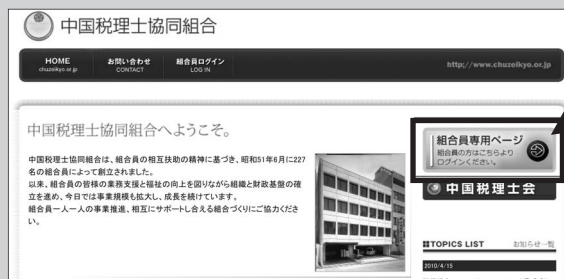 中国税理士協同組合
HOME
chuzeikyo.or.jp
お問い合わせ
CONTACT
組合員ログイン
LOG IN
http://www.chuzeikyo.or.jp
中国税理士協同組合へようこそ。
中国税理士協同組合は、組合員の相互扶助の精神に基づき、昭和51年6月に227
名の組合員によって創立されました。
以来、組合員の皆様の業務支援と福祉の向上を図りながら組織と財政基盤の確
立を進め、今日では事業規模も拡大し、成長を続けています。
組合員一人一人の事業推進、相互にサポートし合える組合づくりにご協力くださ
い。
組合員専用ページ
組合員の方はこちらより
ログインください。
中国税理士会
TOPICS LIST
お知らせ一覧
2010/4/15